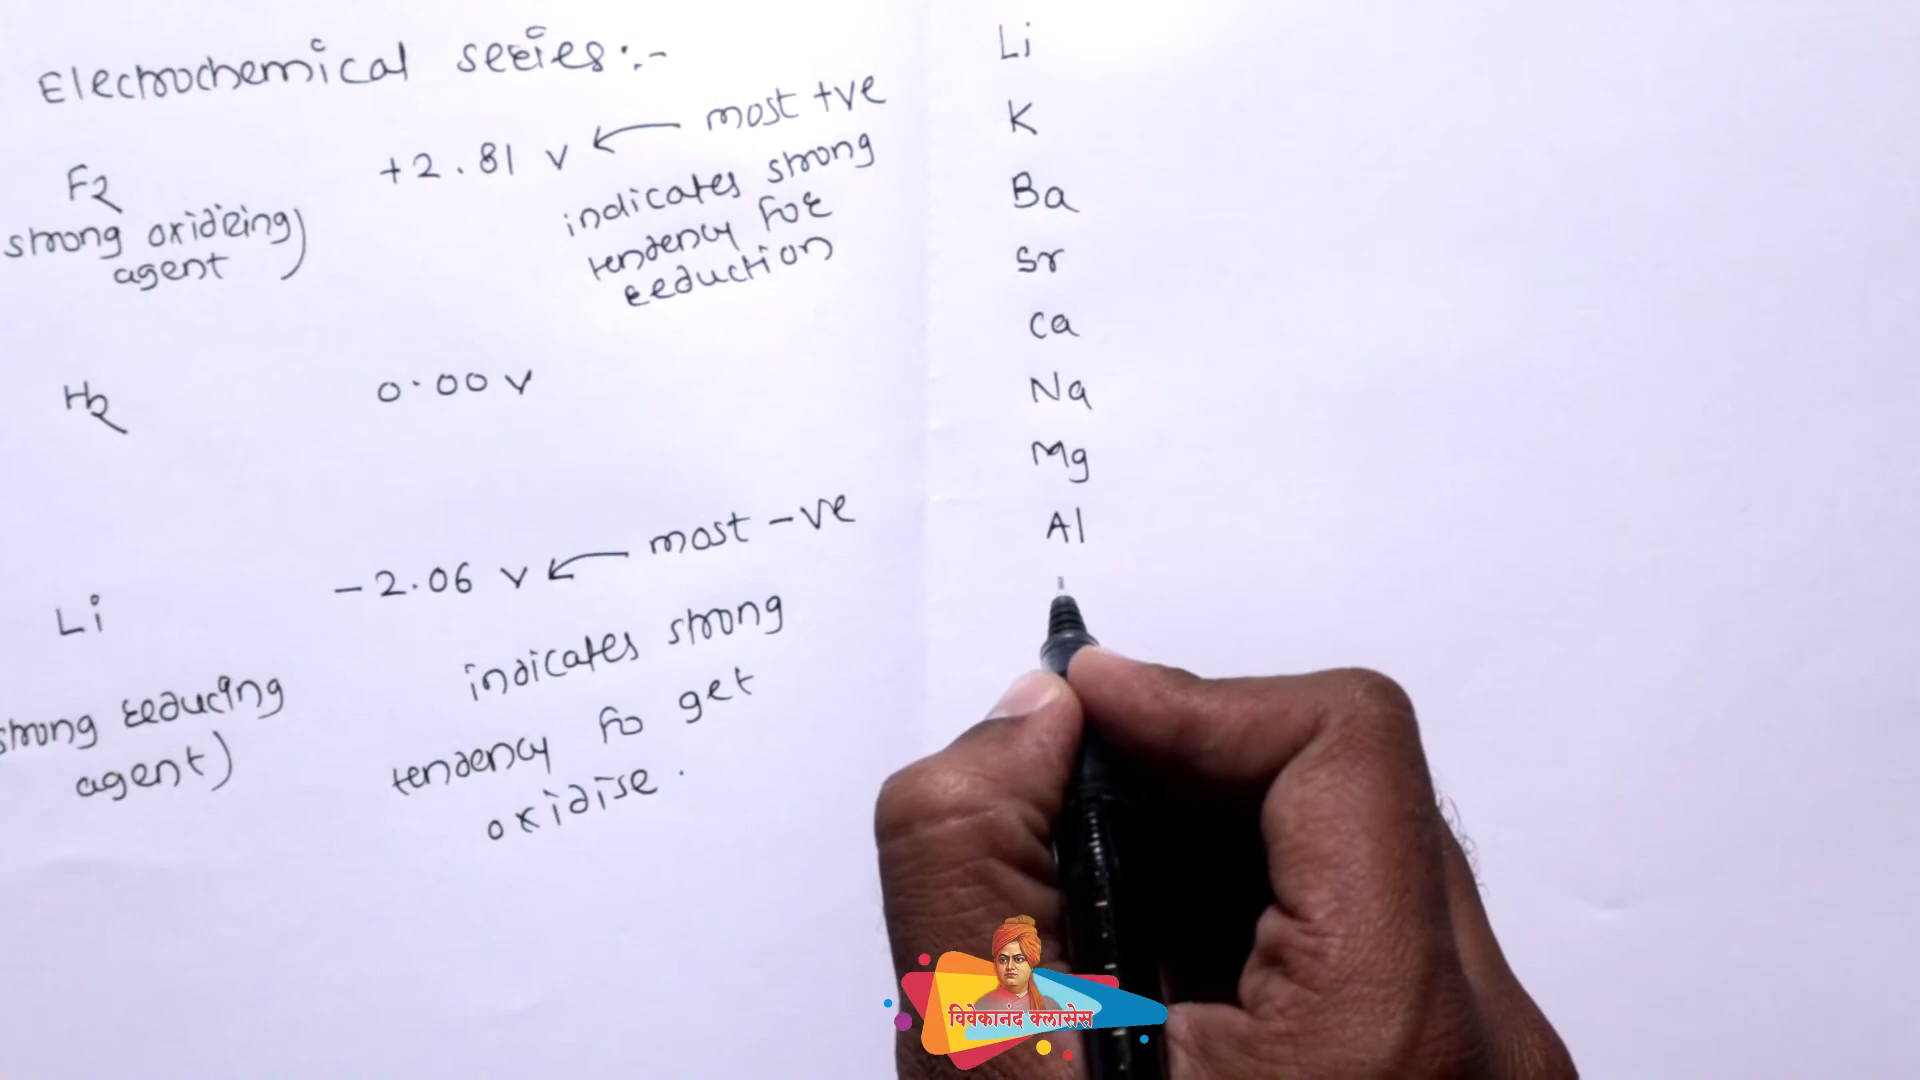 Electrochemical series:-
F2 +2.81 V ← most +ve
strong oxidizing agent)
indicates strong
tendency for
reduction
H2 0.00 V
Li -2.06 V ← most -ve
strong reducing
agent)
indicates strong
tendency to get
oxidise.
Li
K
Ba
Sr
Ca
Na
Mg
Al
विवेकानंद क्लासेस